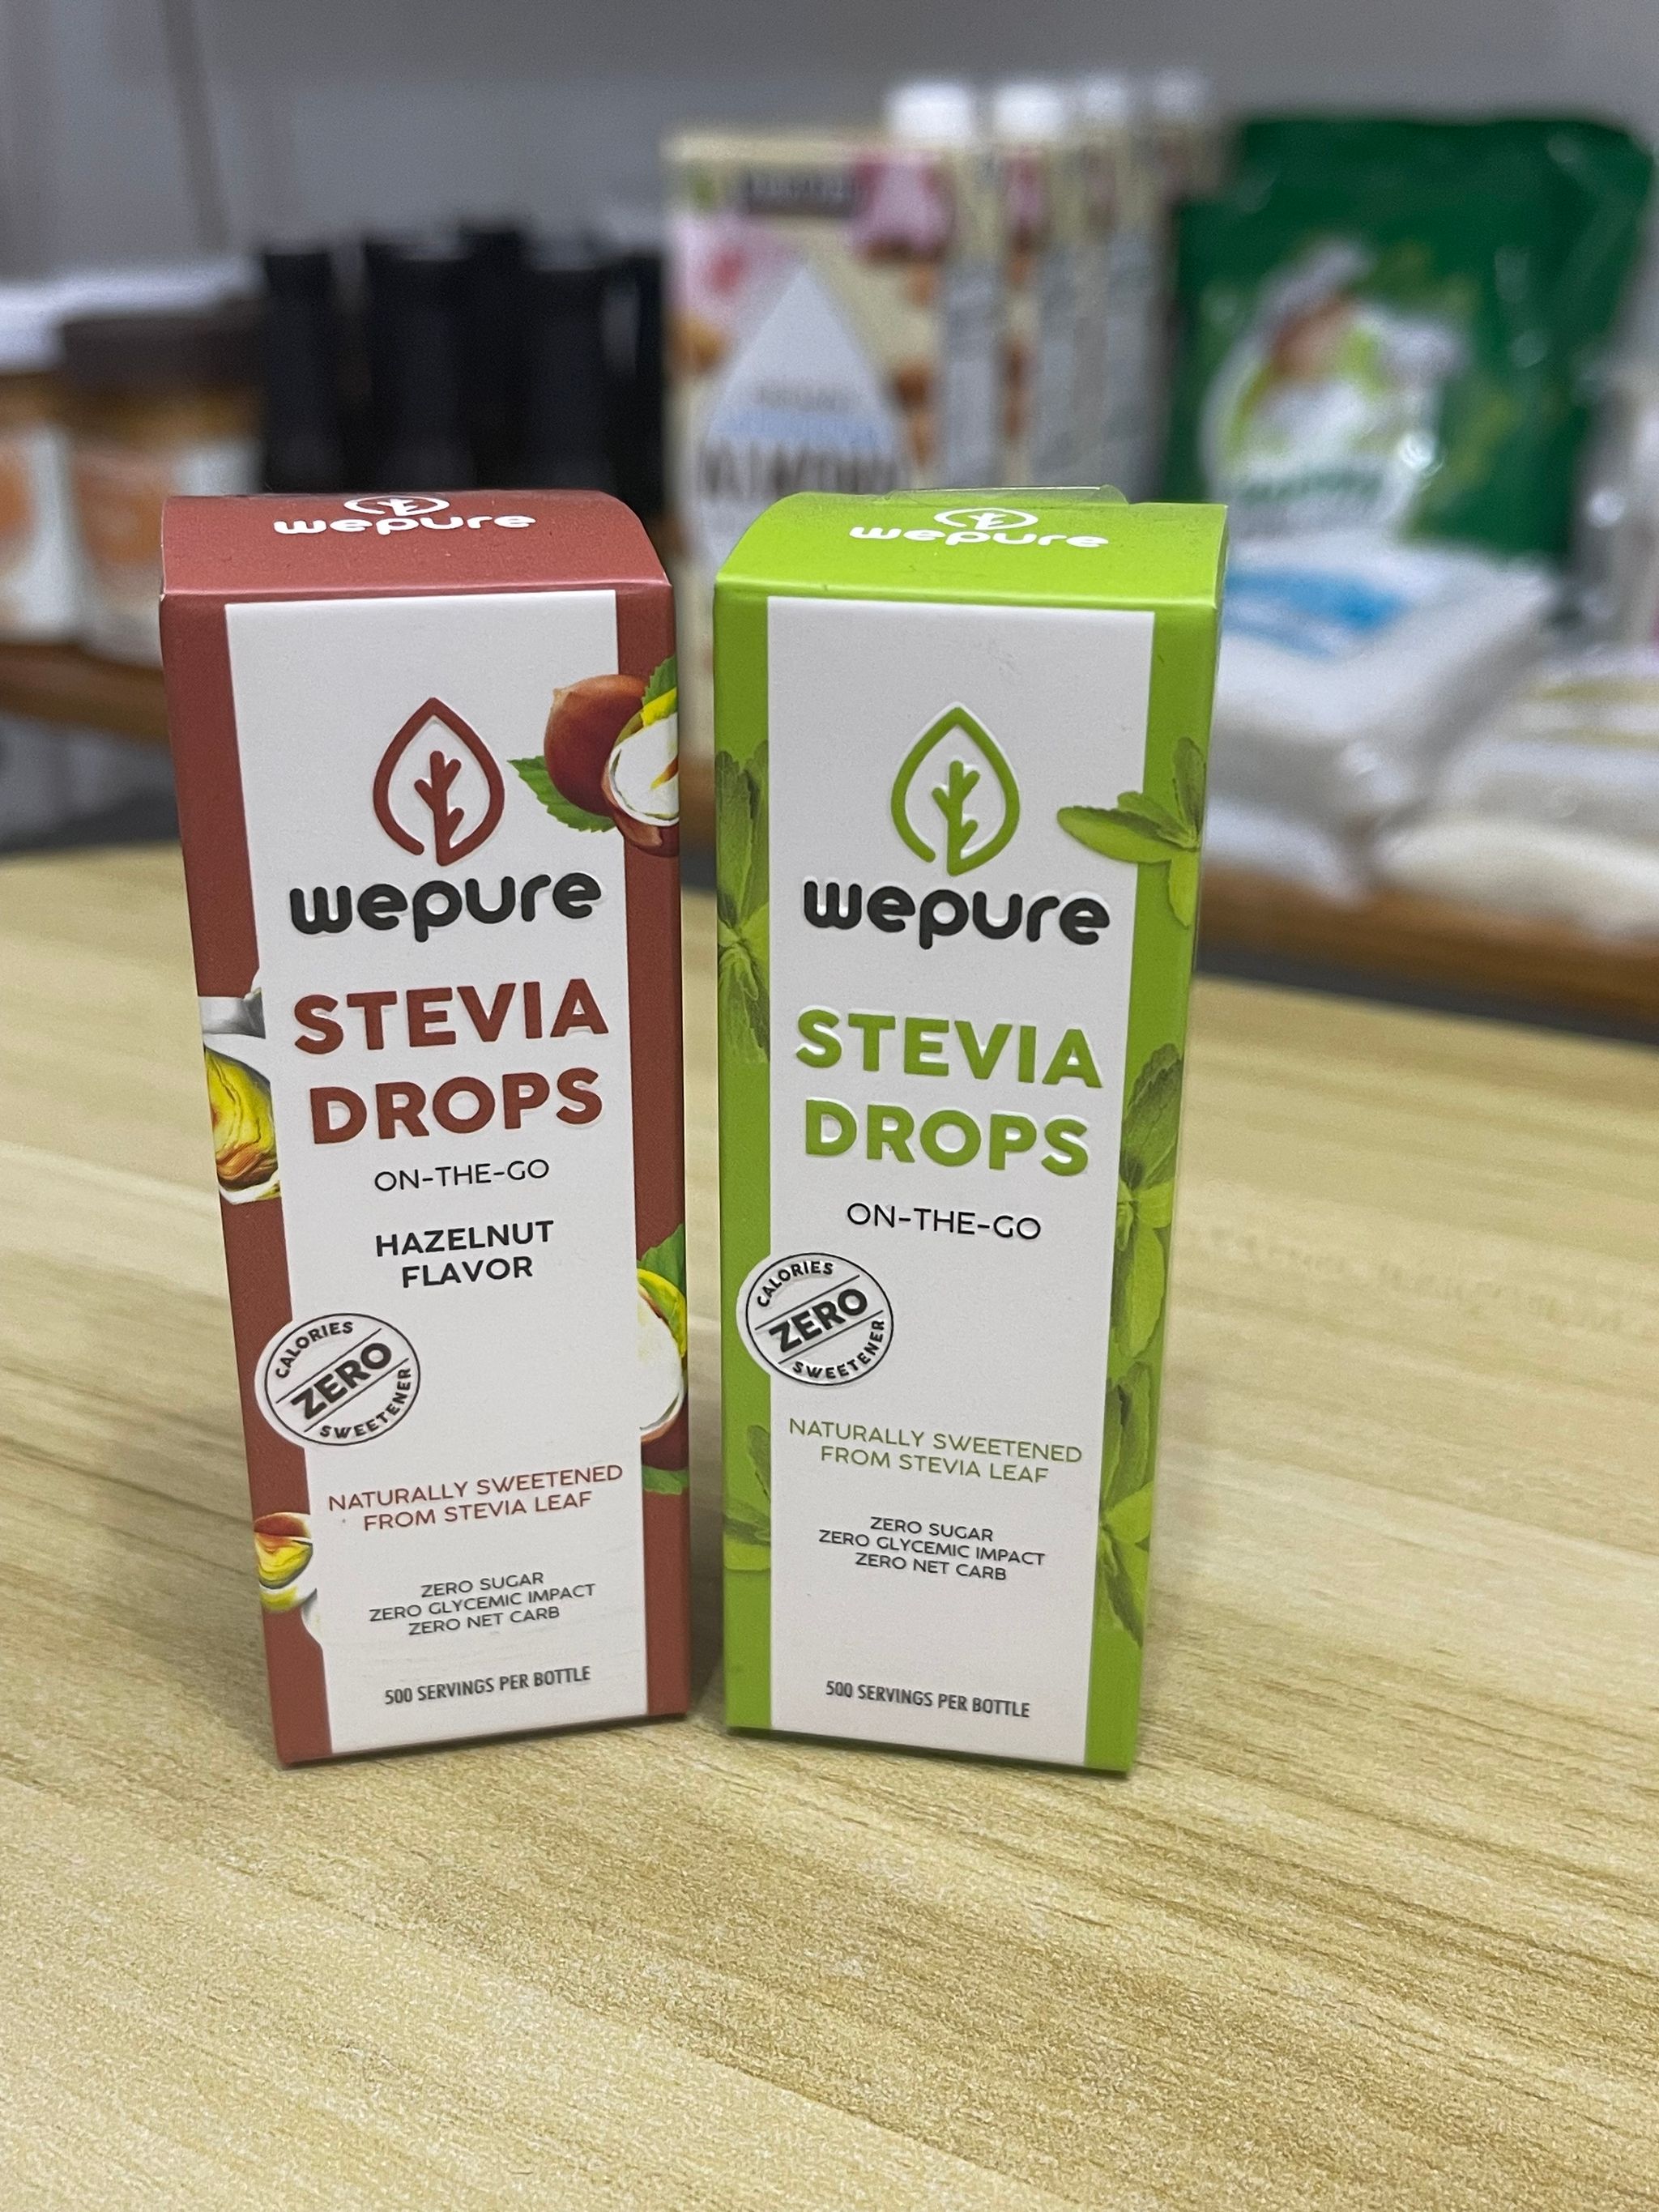 wepure
wepure
STEVIA
DROPS
ON-THE-GO
HAZELNUT
FLAVOR
CALORIES
ZERO
SWEETENER
NATURALLY SWEETENED
FROM STEVIA LEAF
ZERO SUGAR
ZERO GLYCEMIC IMPACT
ZERO NET CARB
500 SERVINGS PER BOTTLE
wepure
wepure
STEVIA
DROPS
ON-THE-GO
CALORIES
ZERO
SWEETENER
NATURALLY SWEETENED
FROM STEVIA LEAF
ZERO SUGAR
ZERO GLYCEMIC IMPACT
ZERO NET CARB
500 SERVINGS PER BOTTLE